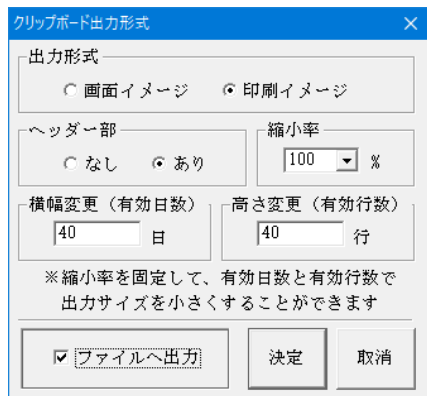 クリップボード出力形式
出力形式
画面イメージ 印刷イメージ
ヘッダー部 縮小率
なし あり 100 %
横幅変更（有効日数） 高さ変更（有効行数）
40 日 40 行
※縮小率を固定して、有効日数と有効行数で
出力サイズを小さくすることができます
ファイルへ出力 決定 取消